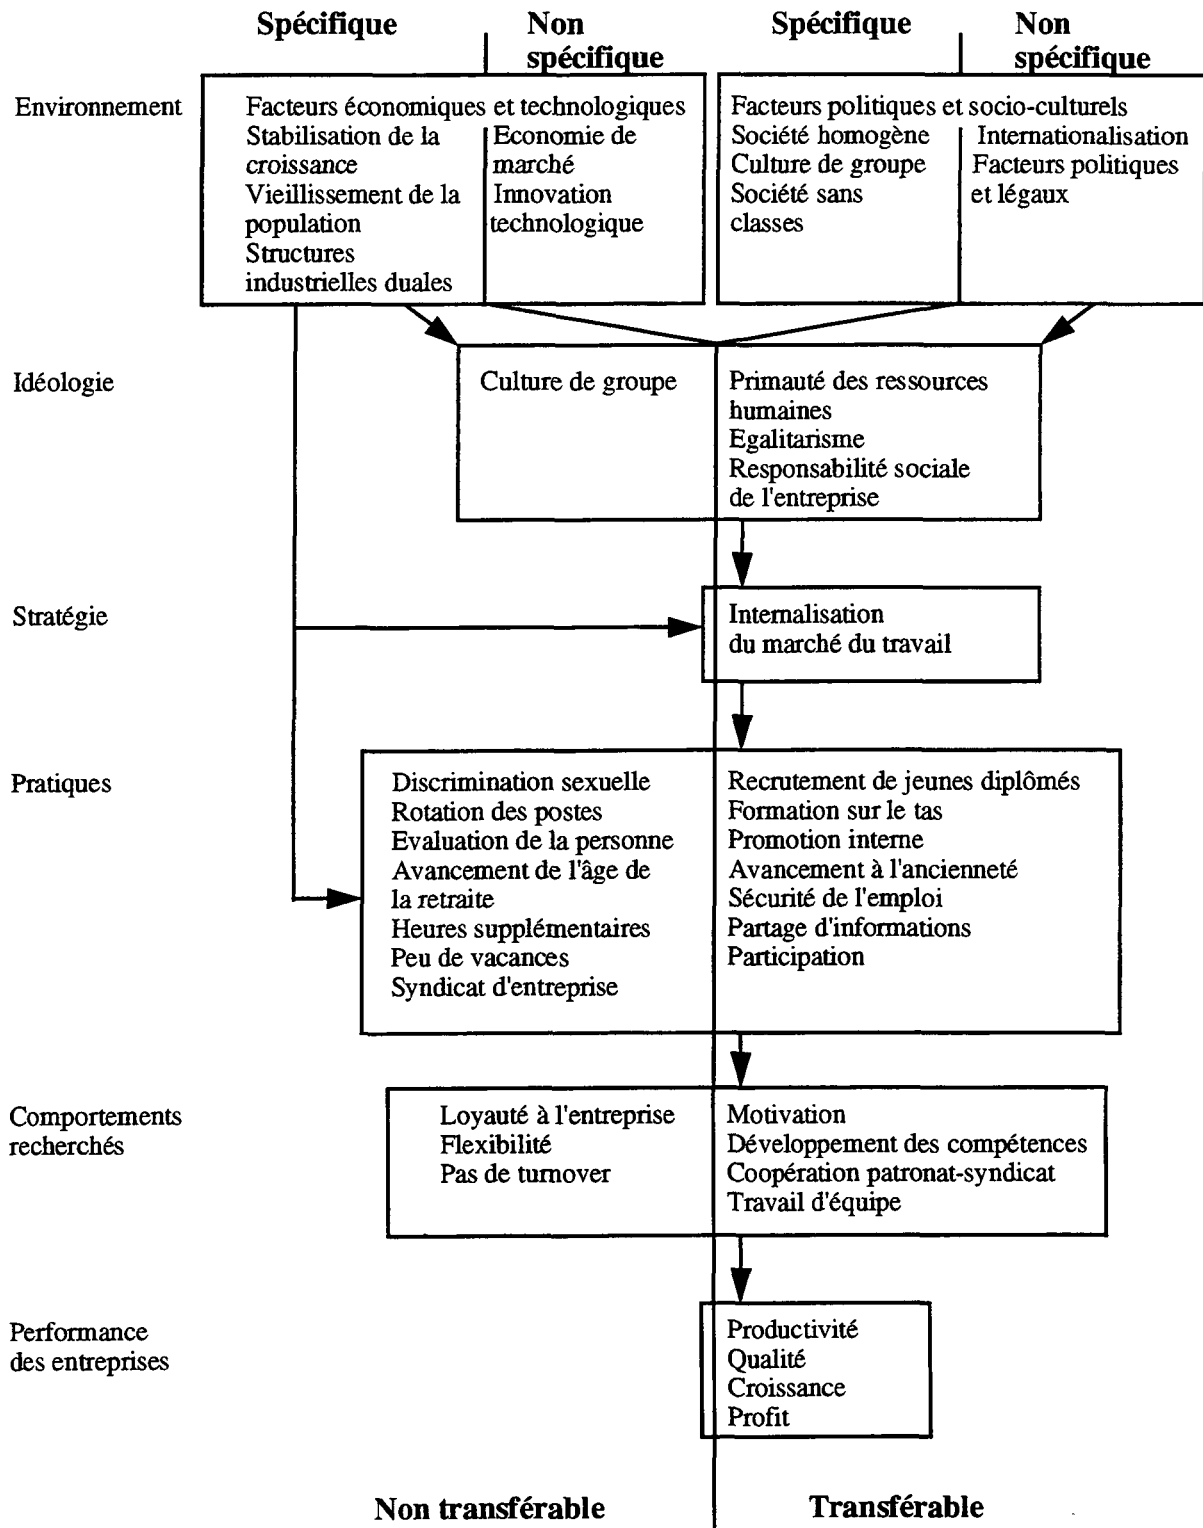 Spécifique
Non
spécifique
Spécifique
Non
spécifique
Environnement
Facteurs économiques et technologiques
Stabilisation de la
croissance
Vieillissement de la
population
Structures
industrielles duales
Economie de
marché
Innovation
technologique
Facteurs politiques et socio-culturels
Société homogène
Culture de groupe
Société sans
classes
Internationalisation
Facteurs politiques
et légaux
Idéologie
Culture de groupe
Primauté des ressources
humaines
Egalitarisme
Responsabilité sociale
de l'entreprise
Stratégie
Internalisation
du marché du travail
Pratiques
Discrimination sexuelle
Rotation des postes
Evaluation de la personne
Avancement de l'âge de
la retraite
Heures supplémentaires
Peu de vacances
Syndicat d'entreprise
Recrutement de jeunes diplômés
Formation sur le tas
Promotion interne
Avancement à l'ancienneté
Sécurité de l'emploi
Partage d'informations
Participation
Comportements
recherchés
Loyauté à l'entreprise
Flexibilité
Pas de turnover
Motivation
Développement des compétences
Coopération patronat-syndicat
Travail d'équipe
Performance
des entreprises
Productivité
Qualité
Croissance
Profit
Non transférable
Transférable